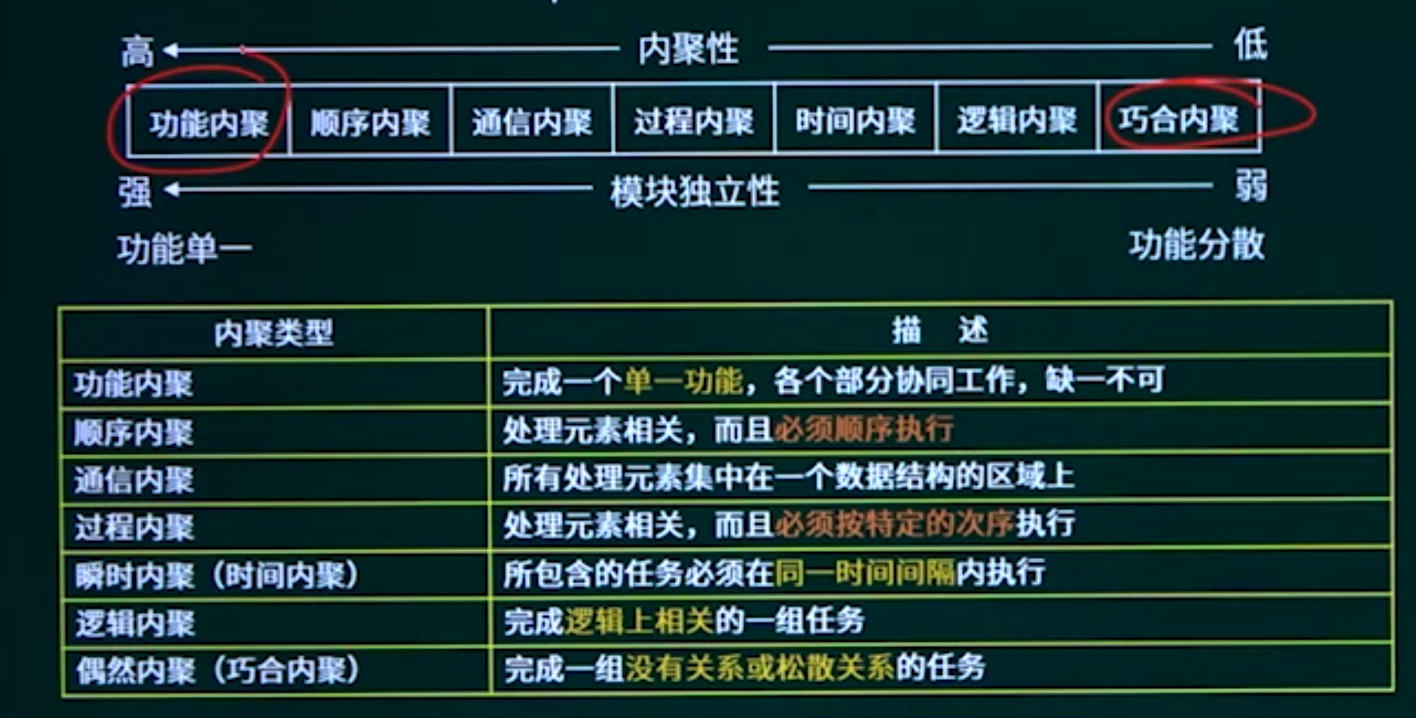 高 内聚性 低
功能内聚 顺序内聚 通信内聚 过程内聚 时间内聚 逻辑内聚 巧合内聚
强 模块独立性 弱
功能单一 功能分散
内聚类型 描 述
功能内聚 完成一个单一功能，各个部分协同工作，缺一不可
顺序内聚 处理元素相关，而且必须顺序执行
通信内聚 所有处理元素集中在一个数据结构的区域上
过程内聚 处理元素相关，而且必须按特定的次序执行
瞬时内聚（时间内聚） 所包含的任务必须在同一时间间隔内执行
逻辑内聚 完成逻辑上相关的一组任务
偶然内聚（巧合内聚） 完成一组没有关系或松散关系的任务